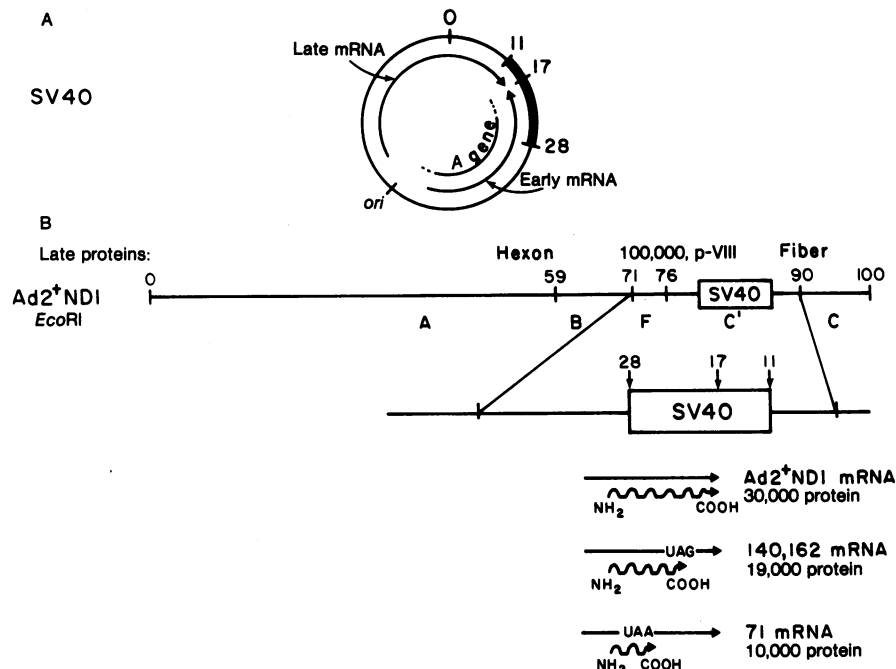 A
SV40
0
11
17
28
Late mRNA
A gene
Early mRNA
ori
B
Late proteins: Hexon 100,000, p-VIII Fiber
0 59 71 76 SV40 90 100
Ad2+NDI
EcoRI
A B F C' C
28 17 11
SV40
Ad2+NDI mRNA
30,000 protein
NH2 COOH
UAG 140,162 mRNA
19,000 protein
NH2 COOH
UAA 71 mRNA
10,000 protein
NH2 COOH